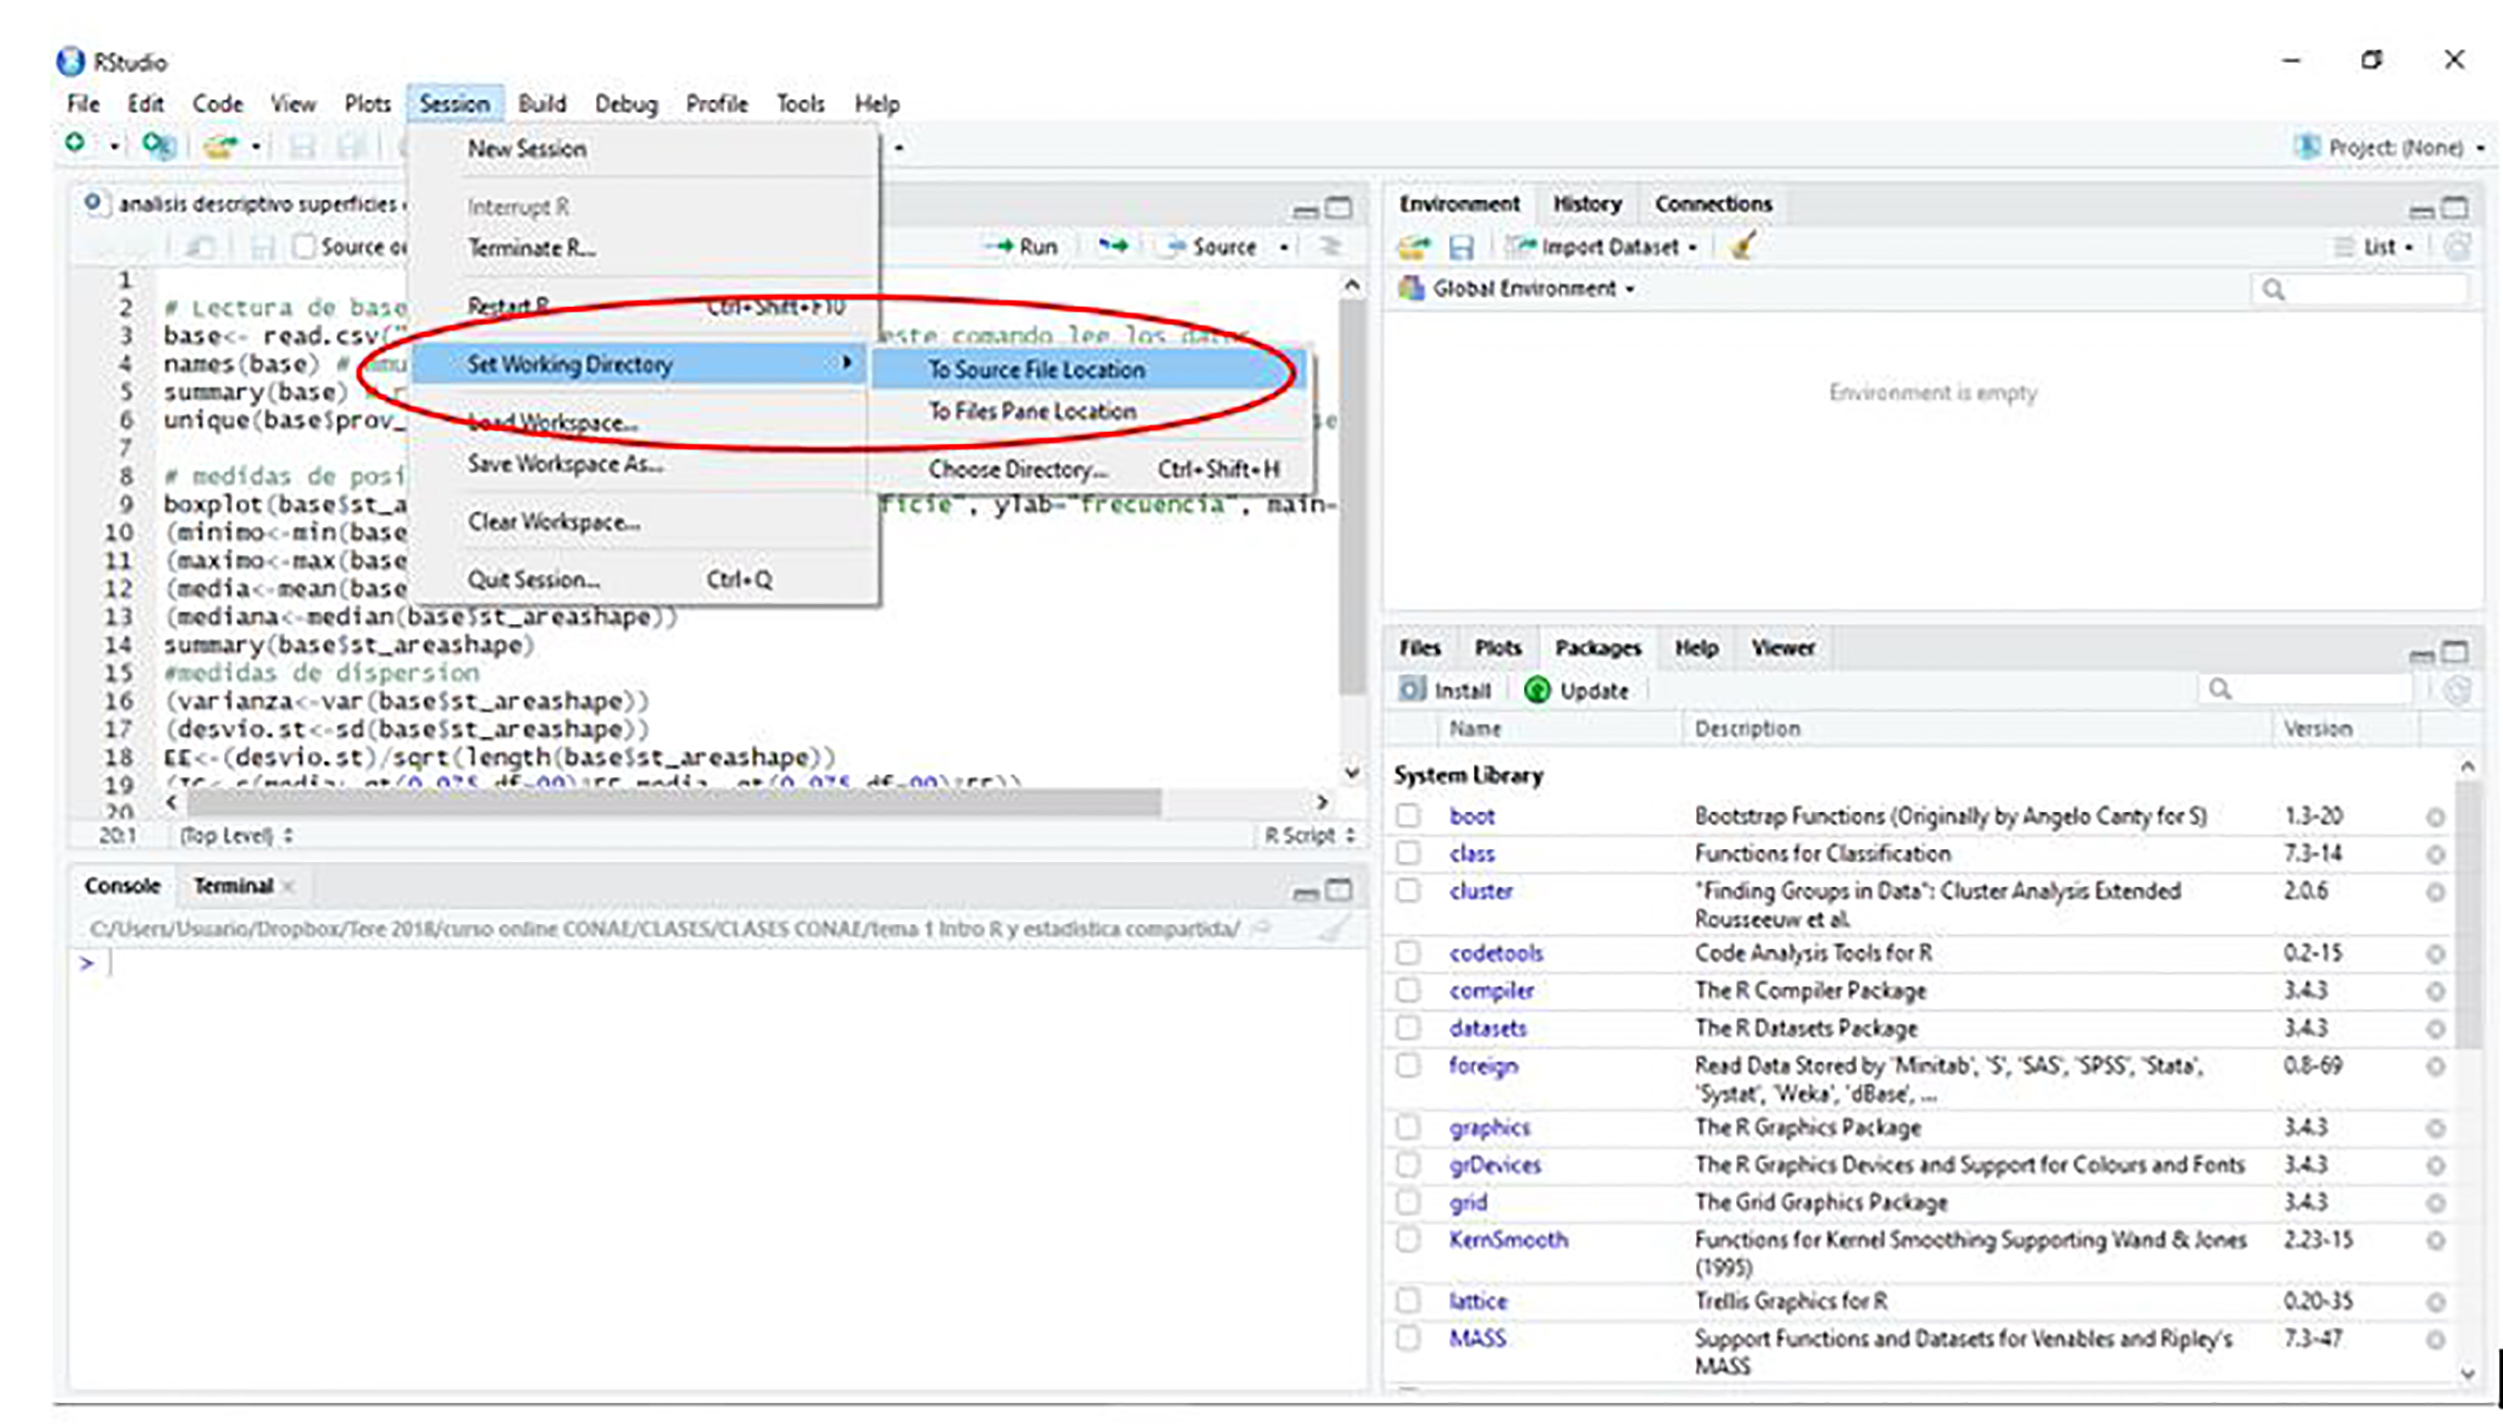 RStudio
File Edit Code View Plots Session Build Debug Profile Tools Help
Project: (None)
New Session
Interrupt R
Terminate R...
Restart R Ctrl+Shift+F10
Set Working Directory
Load Workspace...
Save Workspace As...
Clear Workspace...
Quit Session... Ctrl+Q
To Source File Location
To Files Pane Location
Choose Directory... Ctrl+Shift+H
analisis descriptivo superficies
Source
Run Source
1
2 # Lectura de base
3 base<- read.csv(" este comando lee los
4 names(base) #
5 summary(base)
6 unique(base$prov_
7
8 # medidas de posi
9 boxplot(base$st_a ficie", ylab="frecuencia", main=
10 (minimo<-min(base
11 (maximo<-max(base
12 (media<-mean(base
13 (mediana<-median(base$st_areashape))
14 summary(base$st_areashape)
15 #medidas de dispersion
16 (varianza<-var(base$st_areashape))
17 (desvio.st<-sd(base$st_areashape))
18 EE<-(desvio.st)/sqrt(length(base$st_areashape))
19
20
20:1 (Top Level) R Script
Console Terminal
C:/Users/Usuario/Dropbox/Tere 2018/curso online CONAE/CLASES/CLASES CONAE/tema 1 Intro R y estadistica compartida/
>
Environment History Connections
Import Dataset List
Global Environment
Environment is empty
Files Plots Packages Help Viewer
Install Update
Name Description Version
System Library
boot Bootstrap Functions (Originally by Angelo Canty for S) 1.3-20
class Functions for Classification 7.3-14
cluster "Finding Groups in Data": Cluster Analysis Extended 2.0.6
Rousseeuw et al.
codetools Code Analysis Tools for R 0.2-15
compiler The R Compiler Package 3.4.3
datasets The R Datasets Package 3.4.3
foreign Read Data Stored by 'Minitab', 'S', 'SAS', 'SPSS', 'Stata', 0.8-69
'Systat', 'Weka', 'dBase', ...
graphics The R Graphics Package 3.4.3
grDevices The R Graphics Devices and Support for Colours and Fonts 3.4.3
grid The Grid Graphics Package 3.4.3
KernSmooth Functions for Kernel Smoothing Supporting Wand & Jones 2.23-15
(1995)
lattice Trellis Graphics for R 0.20-35
MASS Support Functions and Datasets for Venables and Ripley's 7.3-47
MASS